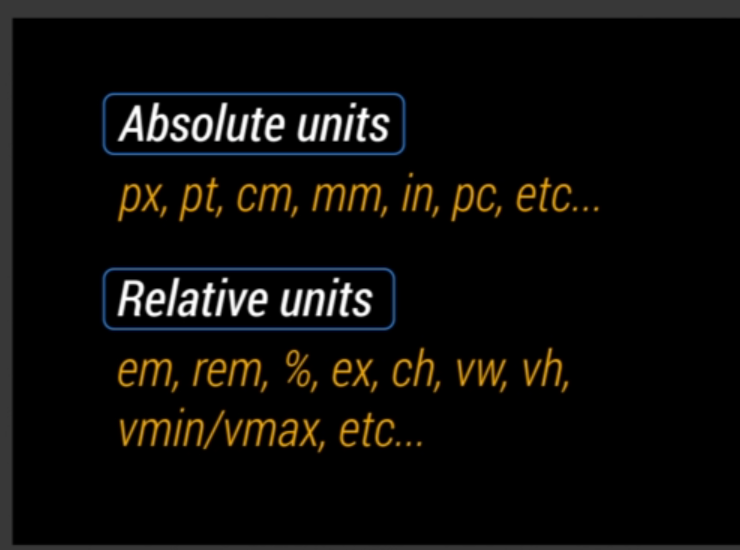 Absolute units
px, pt, cm, mm, in, pc, etc...
Relative units
em, rem, %, ex, ch, vw, vh,
vmin/vmax, etc...